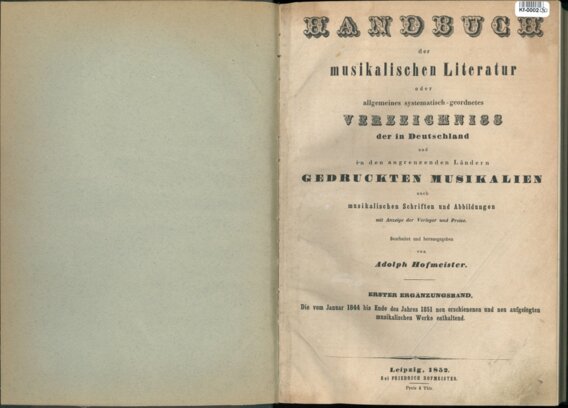 Kf-0002
HANDBUCH
der
musikalischen Literatur
oder
allgemeines systematisch-geordnetes
VERZEICHNISS
der in Deutschland
und
in den angrenzenden Ländern
GEDRUCKTEN MUSIKALIEN
auch
musikalischen Schriften und Abbildungen
mit Anzeige der Verleger und Preise.
Bearbeitet und herausgegeben
von
Adolph Hofmeister.
ERSTER ERGÄNZUNGSBAND,
Die vom Januar 1844 bis Ende des Jahres 1851 neu erschienenen und neu aufgelegten
musikalischen Werke enthaltend.
Leipzig, 1852.
Bei FRIEDRICH HOFMEISTER.
Preis 4 Thlr.